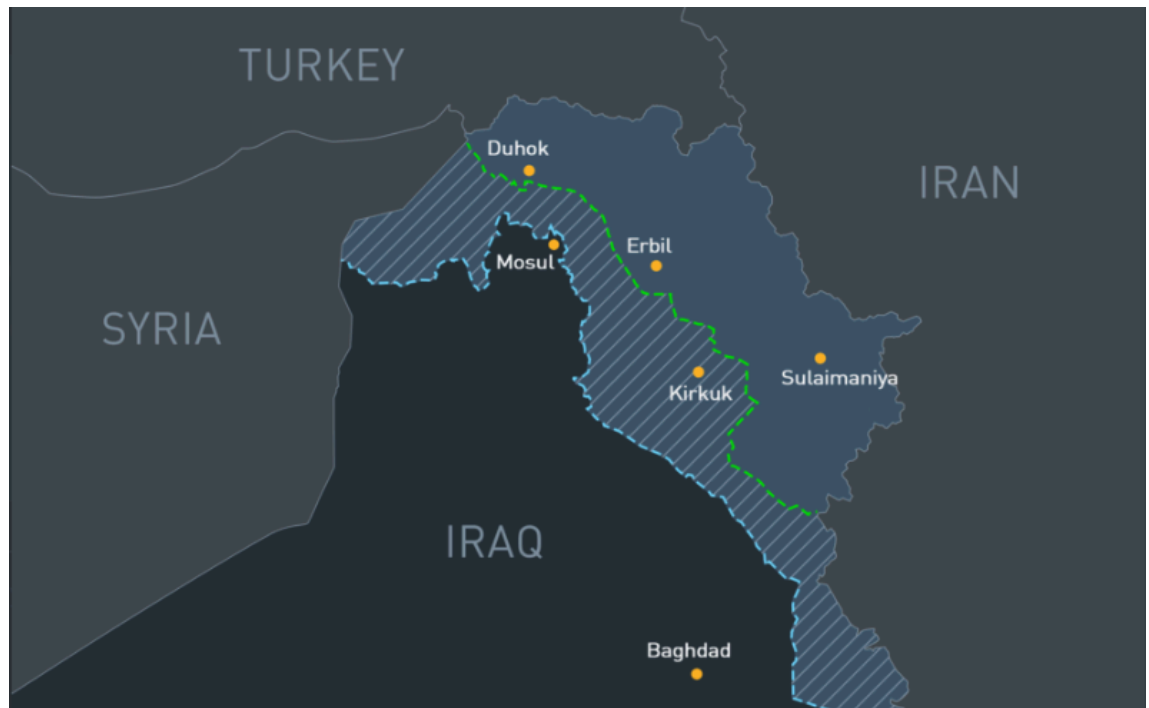 TURKEY
Duhok
IRAN
Erbil
Mosul
SYRIA
Sulaimaniya
Kirkuk
IRAQ
Baghdad